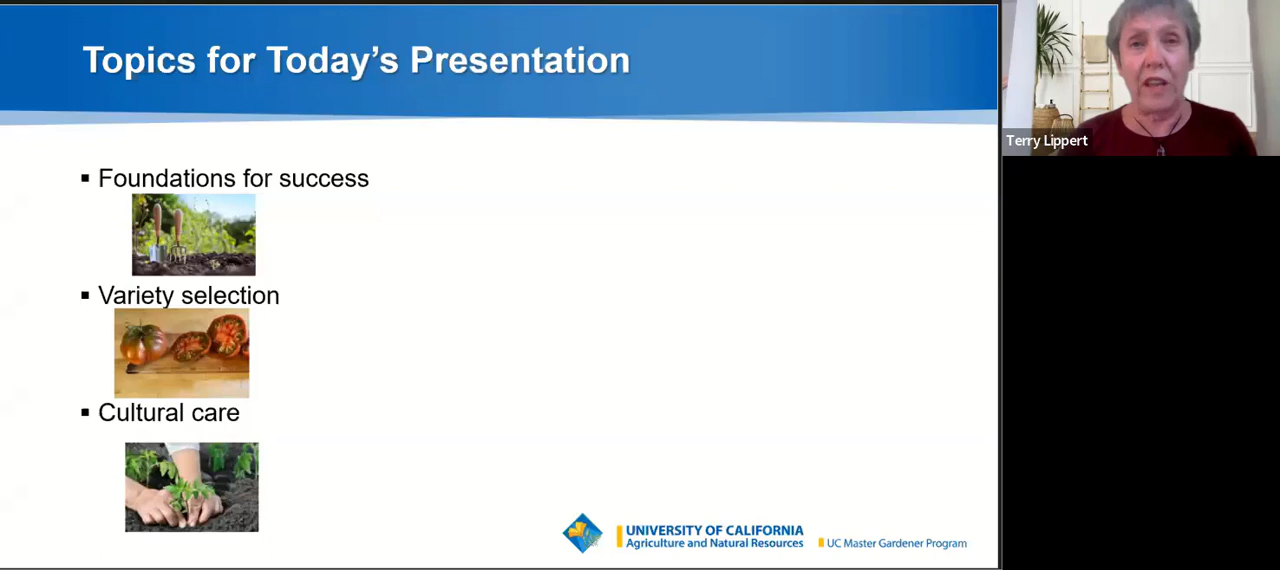 Topics for Today's Presentation
Terry Lippert
▪ Foundations for success
▪ Variety selection
▪ Cultural care
UNIVERSITY OF CALIFORNIA
Agriculture and Natural Resources
UC Master Gardener Program